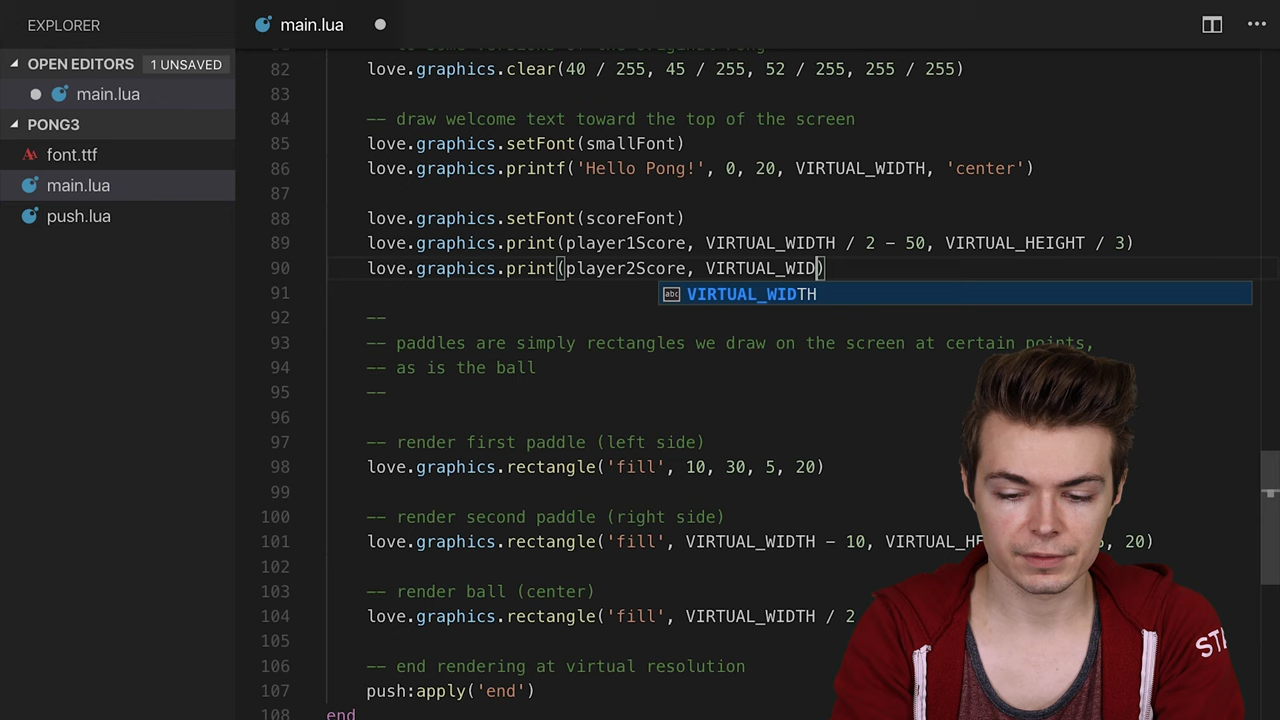 EXPLORER
main.lua
OPEN EDITORS 1 UNSAVED
main.lua
PONG3
font.ttf
main.lua
push.lua
82 love.graphics.clear(40 / 255, 45 / 255, 52 / 255, 255 / 255)
83
84 -- draw welcome text toward the top of the screen
85 love.graphics.setFont(smallFont)
86 love.graphics.printf('Hello Pong!', 0, 20, VIRTUAL_WIDTH, 'center')
87
88 love.graphics.setFont(scoreFont)
89 love.graphics.print(player1Score, VIRTUAL_WIDTH / 2 - 50, VIRTUAL_HEIGHT / 3)
90 love.graphics.print(player2Score, VIRTUAL_WID)
91 abc VIRTUAL_WIDTH
92 --
93 -- paddles are simply rectangles we draw on the screen at certain points,
94 -- as is the ball
95 --
96
97 -- render first paddle (left side)
98 love.graphics.rectangle('fill', 10, 30, 5, 20)
99
100 -- render second paddle (right side)
101 love.graphics.rectangle('fill', VIRTUAL_WIDTH - 10, 20)
102
103 -- render ball (center)
104 love.graphics.rectangle('fill', VIRTUAL_WIDTH / 2
105
106 -- end rendering at virtual resolution
107 push:apply('end')
108 end